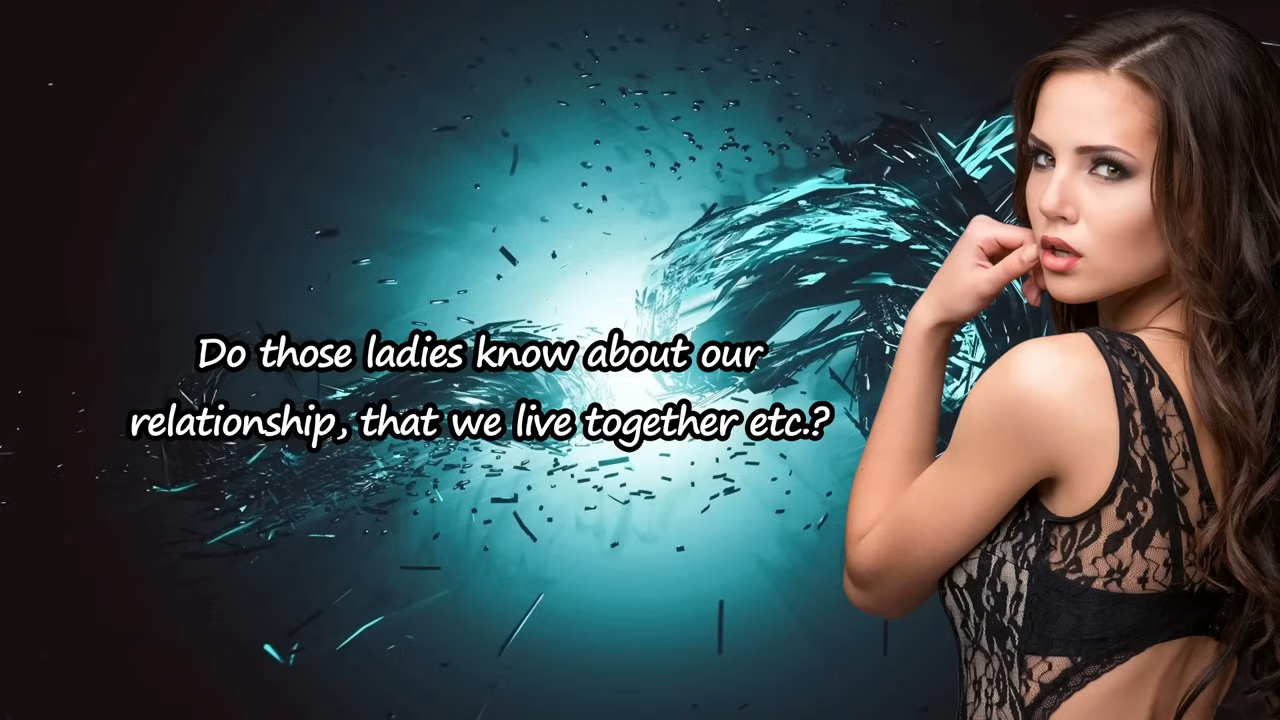 Do those ladies know about our
relationship, that we live together etc.?